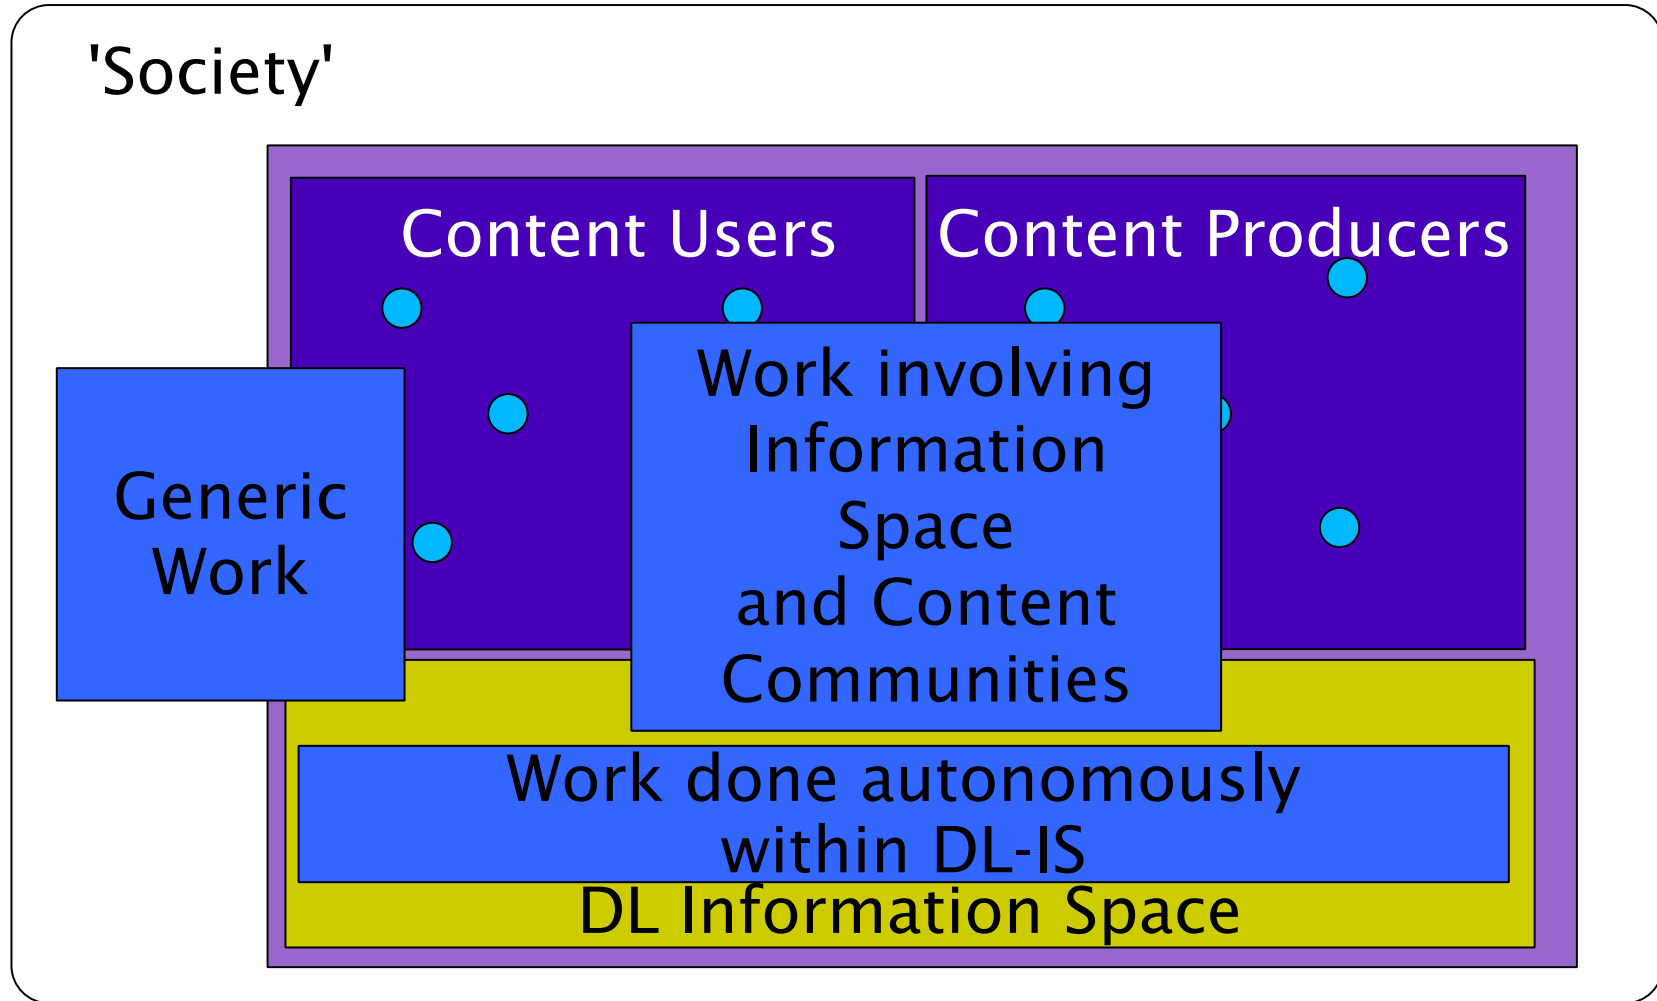 'Society'
Content Users
Content Producers
Generic
Work
Work involving
Information
Space
and Content
Communities
Work done autonomously
within DL-IS
DL Information Space